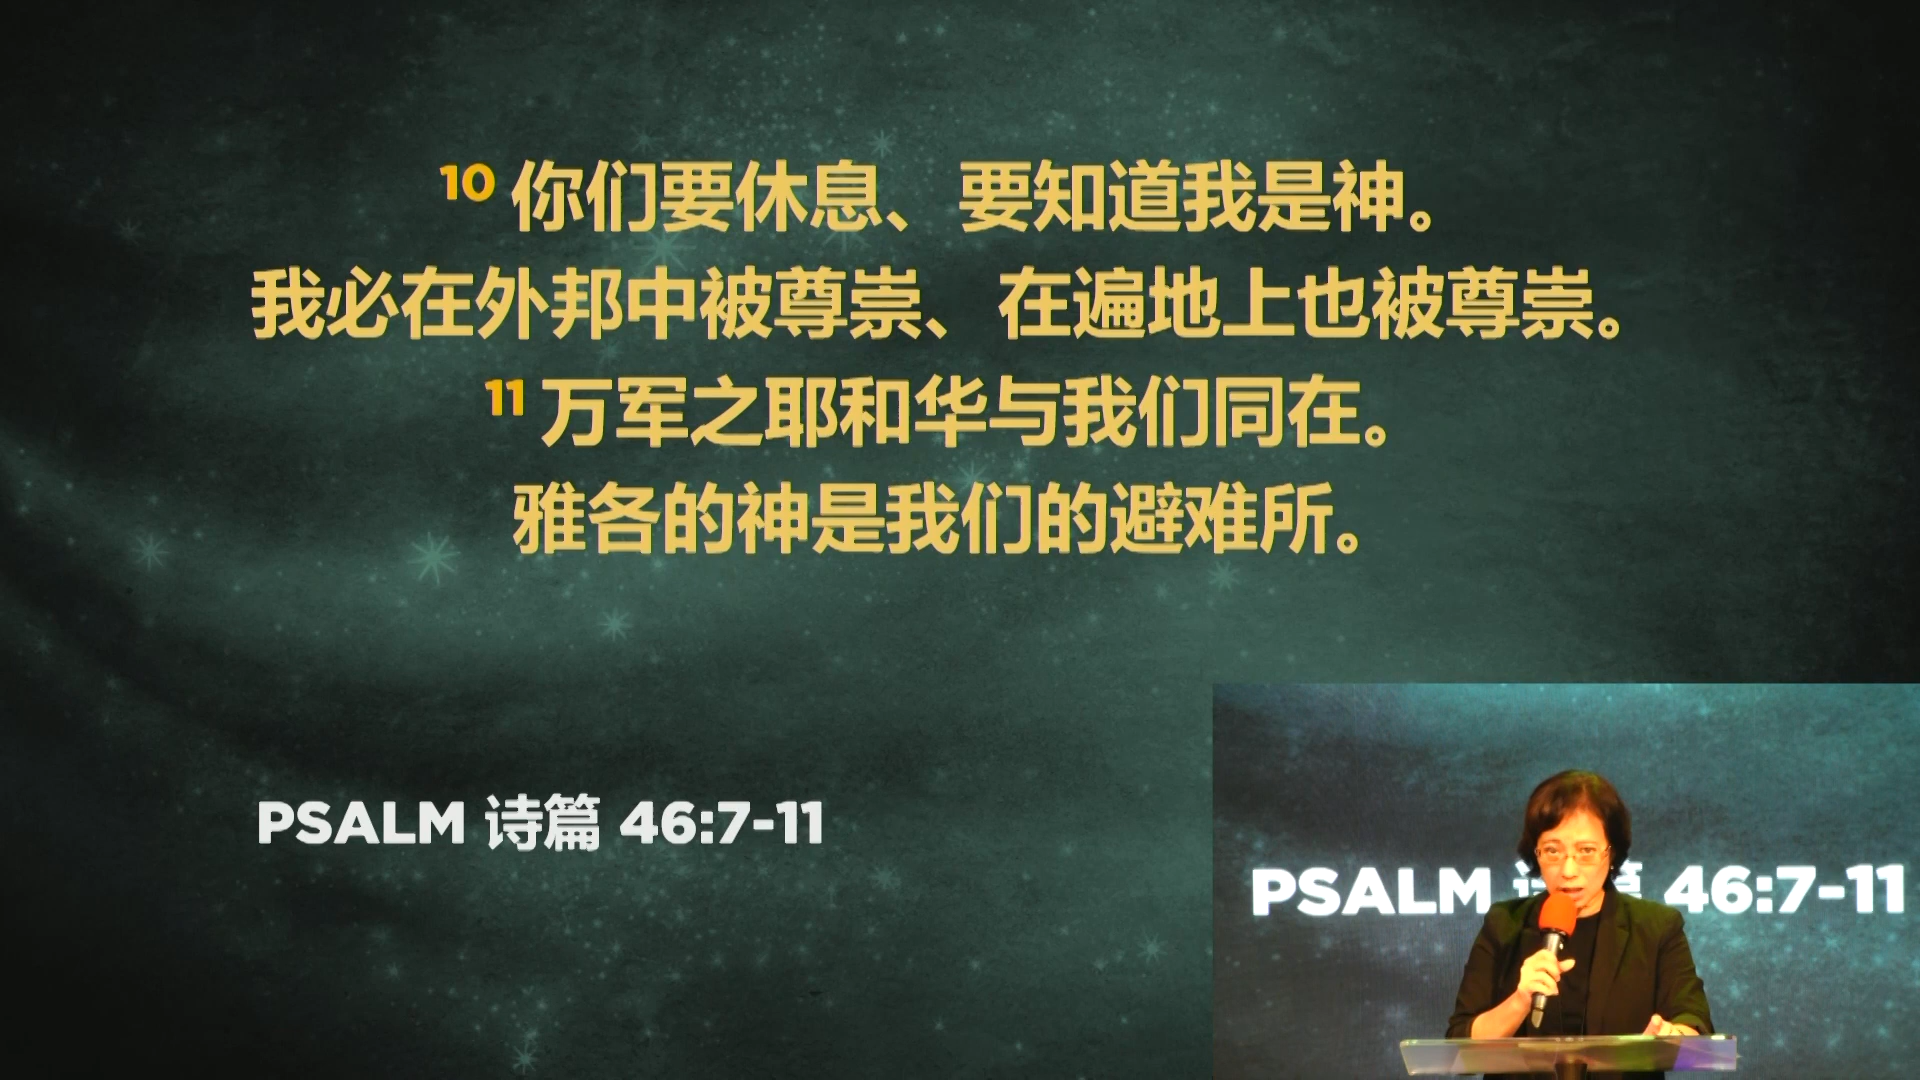 10 你们要休息、要知道我是神。
我必在外邦中被尊崇、在遍地上也被尊崇。
11 万军之耶和华与我们同在。
雅各的神是我们的避难所。
PSALM 诗篇 46:7-11
PSALM 诗篇 46:7-11